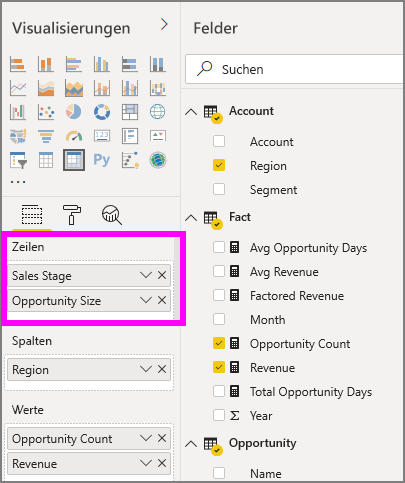 Visualisierungen
Zeilen
Sales Stage
Opportunity Size
Spalten
Region
Werte
Opportunity Count
Revenue
Felder
Suchen
Account
Account
Region
Segment
Fact
Avg Opportunity Days
Avg Revenue
Factored Revenue
Month
Opportunity Count
Revenue
Total Opportunity Days
Σ Year
Opportunity
Name